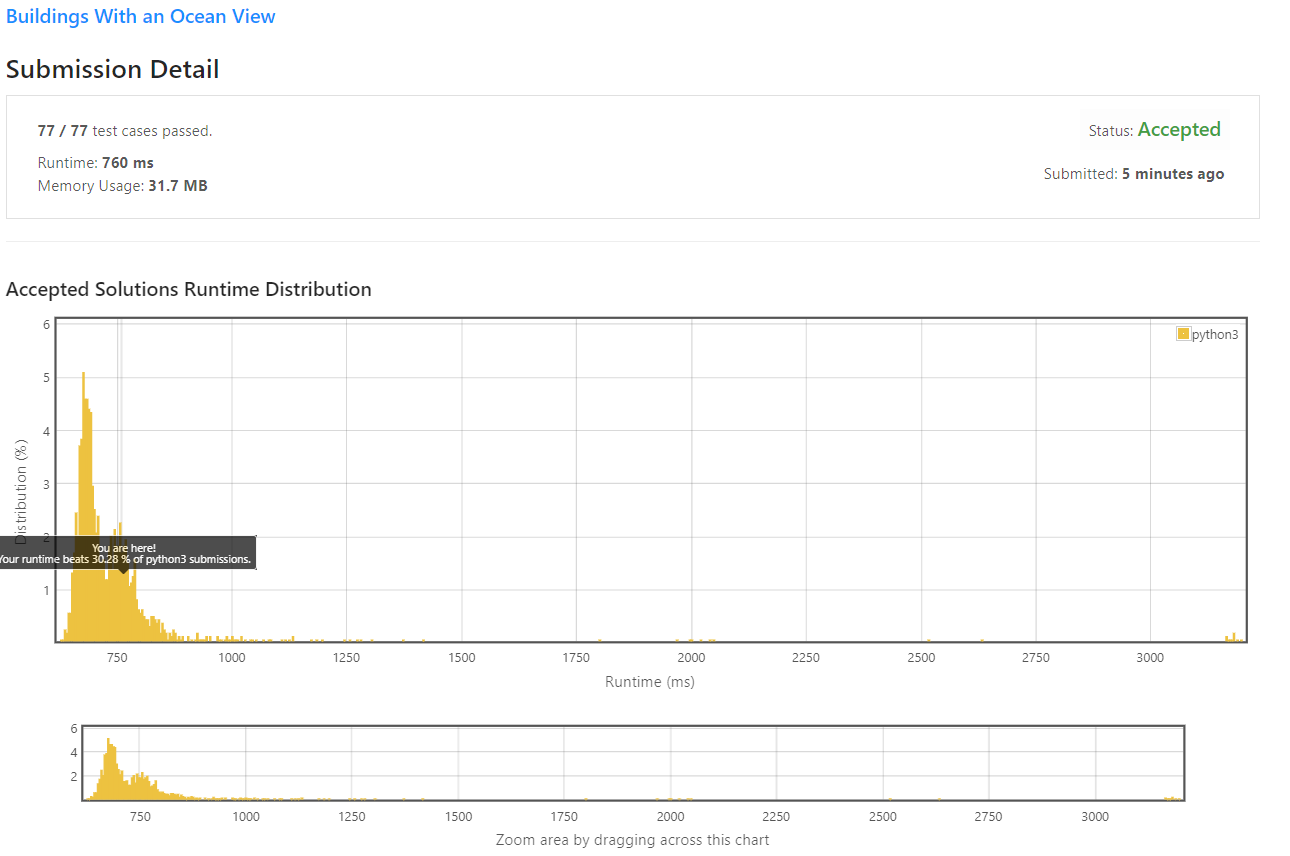 Buildings With an Ocean View
Submission Detail
77 / 77 test cases passed.
Status: Accepted
Runtime: 760 ms
Memory Usage: 31.7 MB
Submitted: 5 minutes ago
Accepted Solutions Runtime Distribution
python3
6
5
4
3
2
1
Distribution (%)
You are here!
Your runtime beats 30.28 % of python3 submissions.
750 1000 1250 1500 1750 2000 2250 2500 2750 3000
Runtime (ms)
6
4
2
750 1000 1250 1500 1750 2000 2250 2500 2750 3000
Zoom area by dragging across this chart